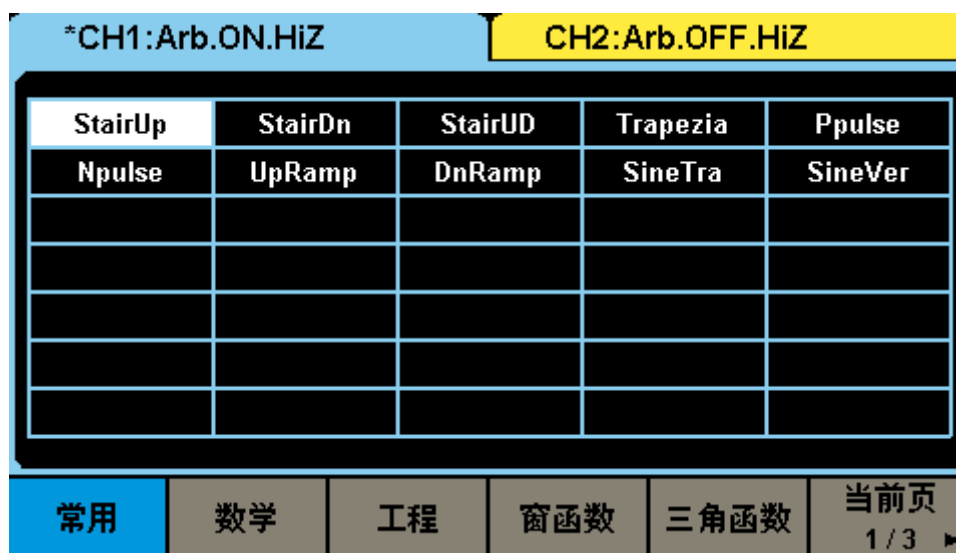 *CH1:Arb.ON.HiZ CH2:Arb.OFF.HiZ
StairUp StairDn StairUD Trapezia Ppulse
Npulse UpRamp DnRamp SineTra SineVer
常用 数学 工程 窗函数 三角函数 当前页
1/3